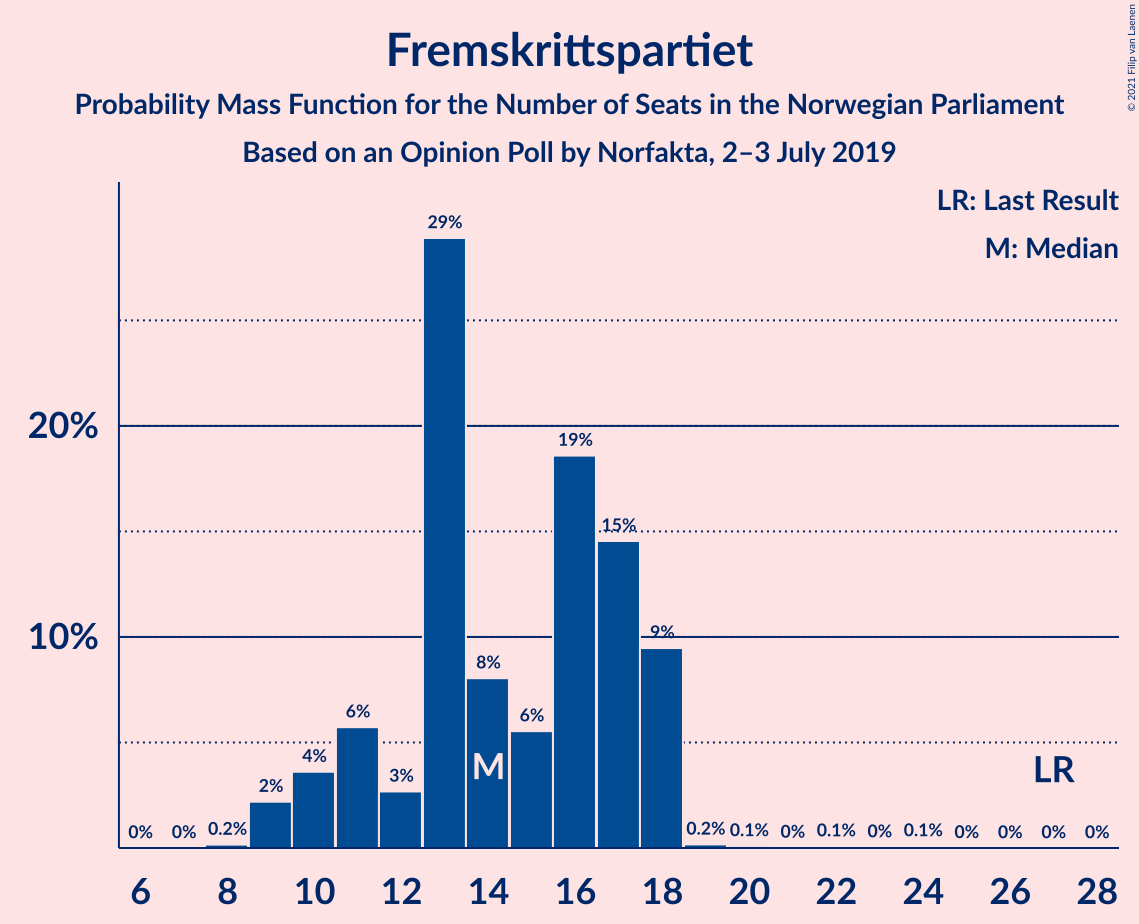 Fremskrittspartiet
Probability Mass Function for the Number of Seats in the Norwegian Parliament
Based on an Opinion Poll by Norfakta, 2–3 July 2019
© 2021 Filip van Laenen
LR: Last Result
M: Median
29%
20%
19%
15%
10%
9%
8%
6%
6%
4%
3%
2%
M
LR
0% 0% 0.2% 0.2% 0.1% 0% 0.1% 0% 0.1% 0% 0% 0% 0%
6 8 10 12 14 16 18 20 22 24 26 28